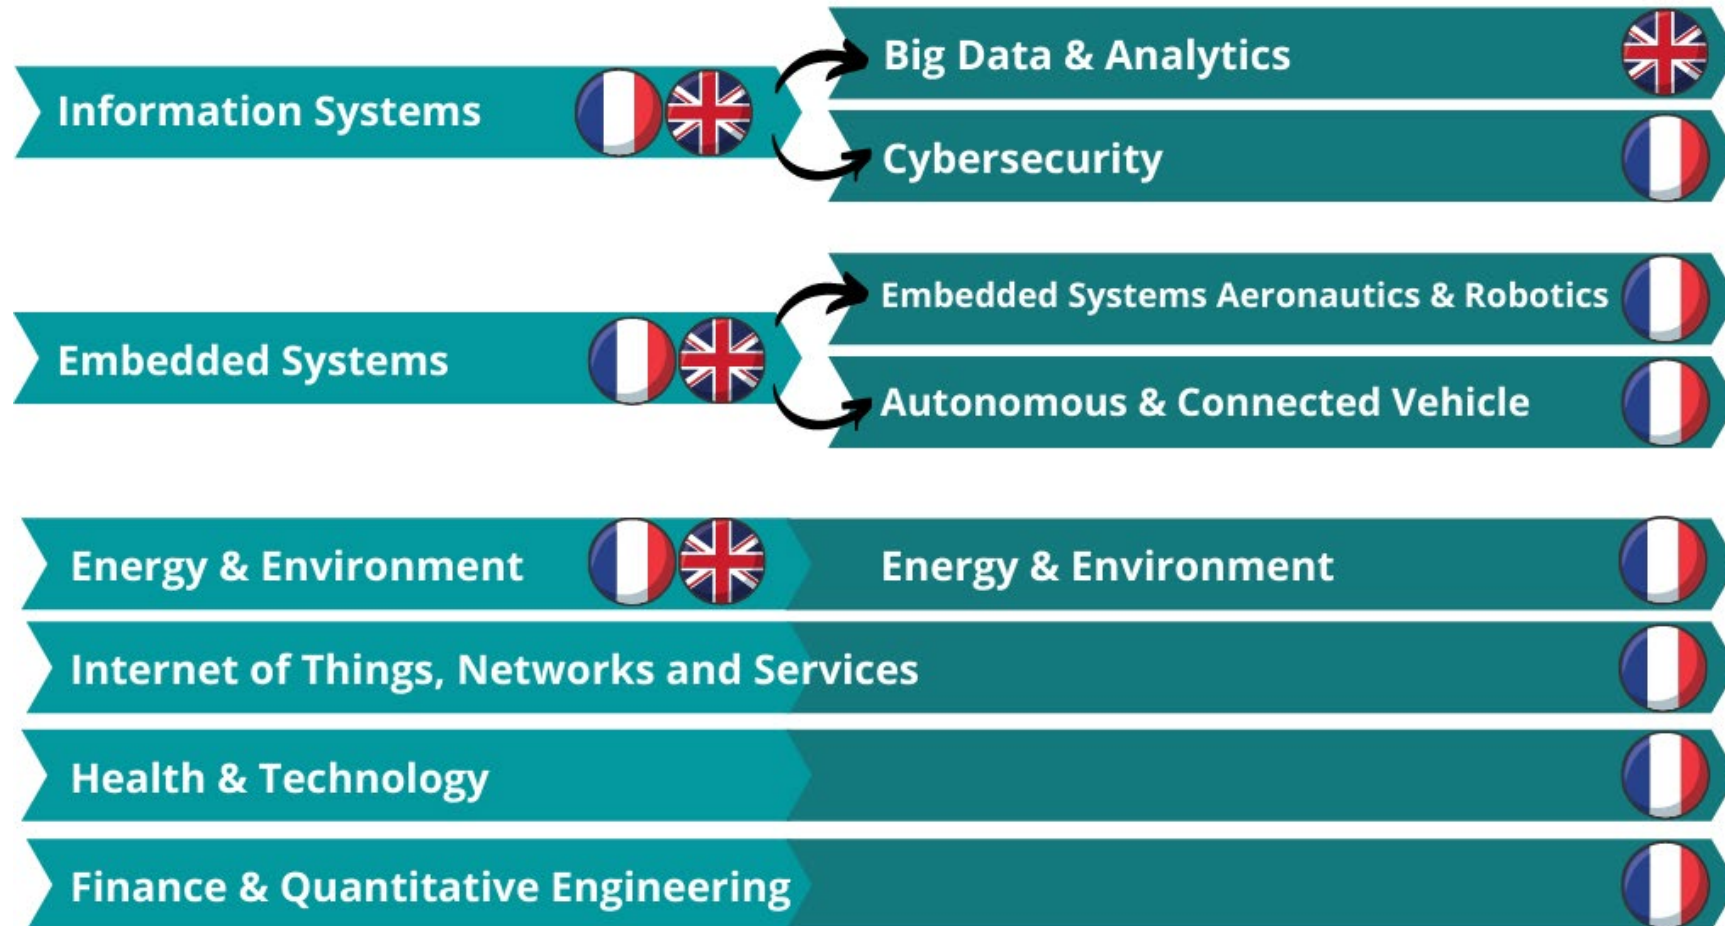 Information Systems
Big Data & Analytics
Cybersecurity
Embedded Systems
Embedded Systems Aeronautics & Robotics
Autonomous & Connected Vehicle
Energy & Environment
Energy & Environment
Internet of Things, Networks and Services
Health & Technology
Finance & Quantitative Engineering